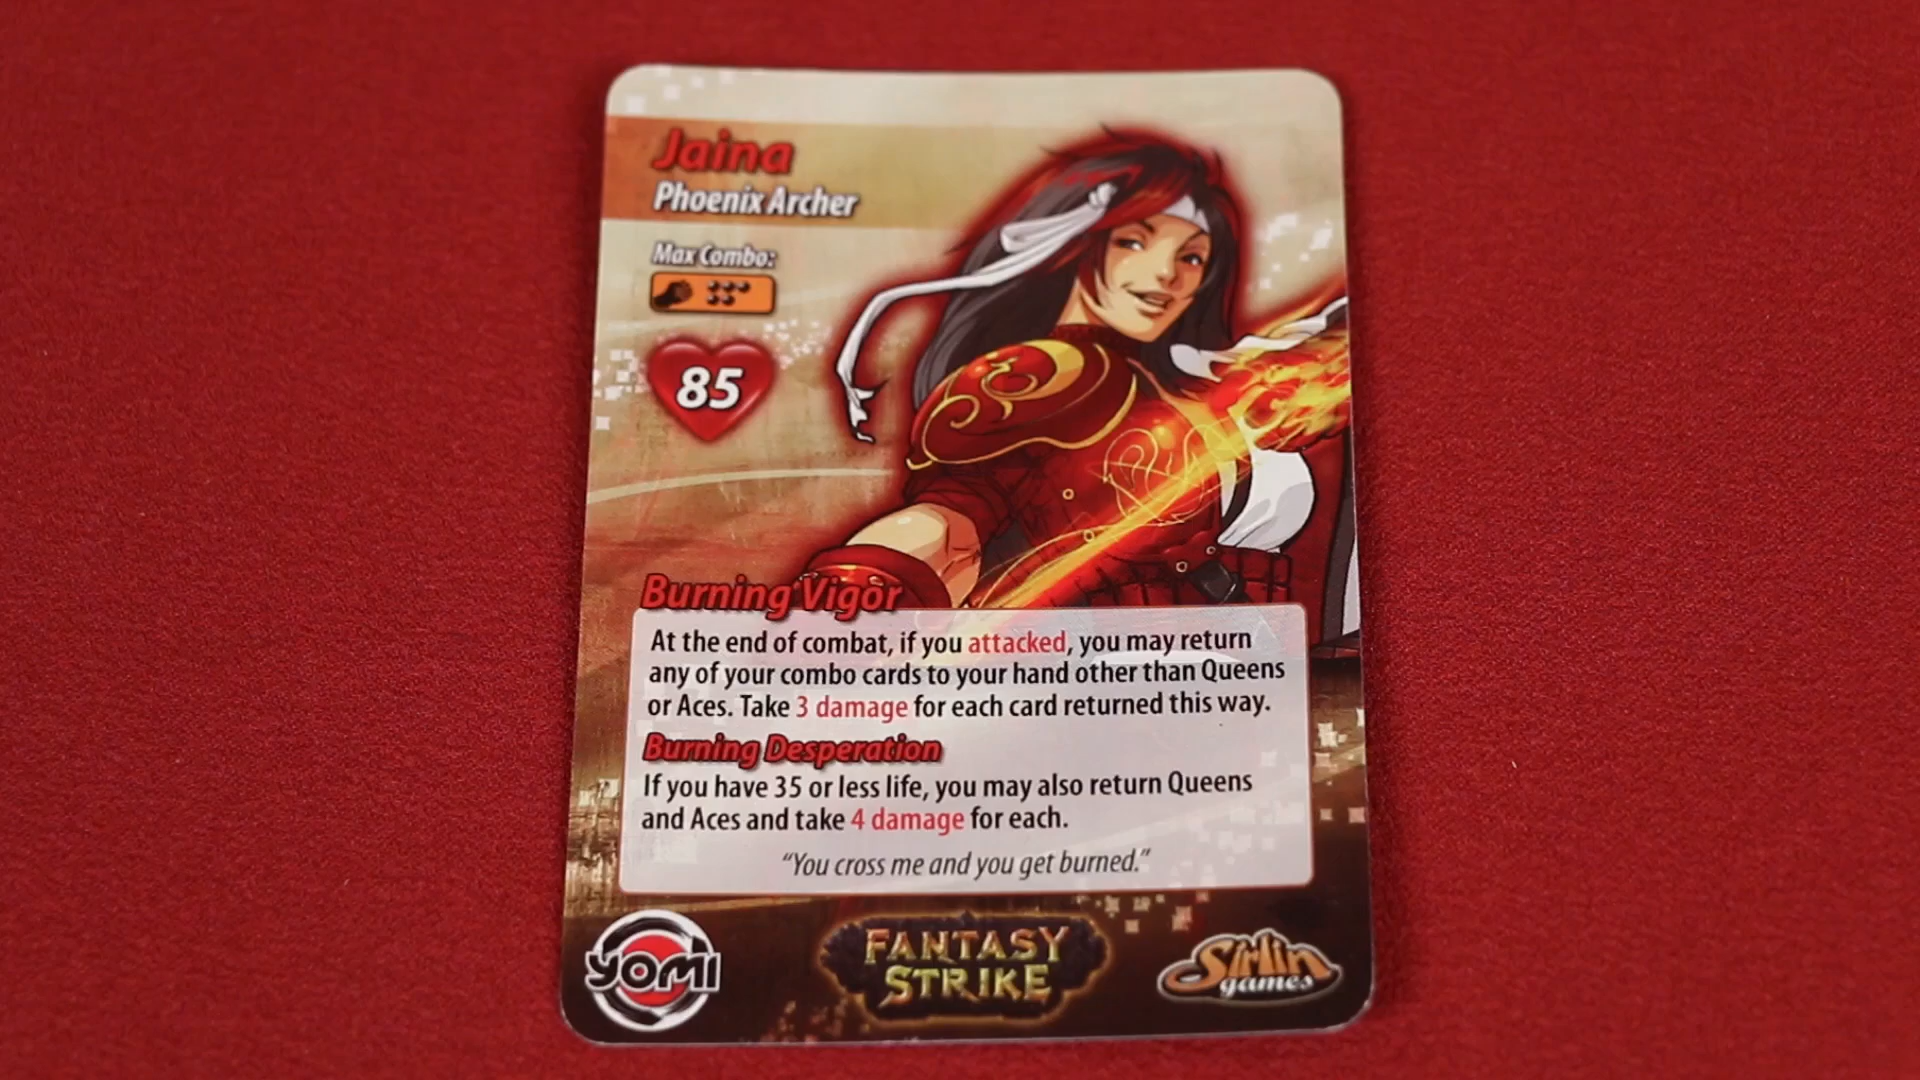 Jaina
Phoenix Archer
Max Combo:
85
Burning Vigor
At the end of combat, if you attacked, you may return
any of your combo cards to your hand other than Queens
or Aces. Take 3 damage for each card returned this way.
Burning Desperation
If you have 35 or less life, you may also return Queens
and Aces and take 4 damage for each.
“You cross me and you get burned.”
YOMI
FANTASY
STRIKE
Sirlin
games